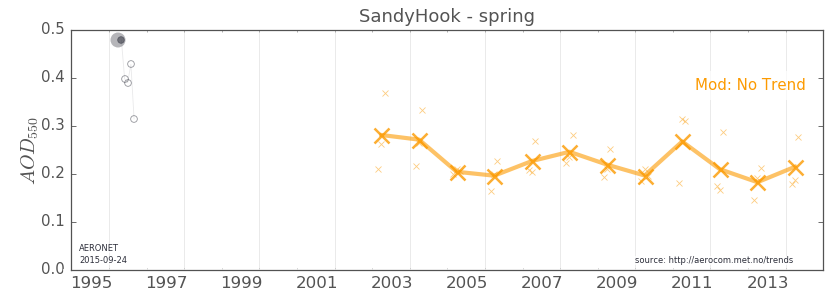 SandyHook - spring
0.5
0.4
0.3
0.2
0.1
0.0
AOD550
Mod: No Trend
AERONET
2015-09-24
source: http://aerocom.met.no/trends
1995 1997 1999 2001 2003 2005 2007 2009 2011 2013